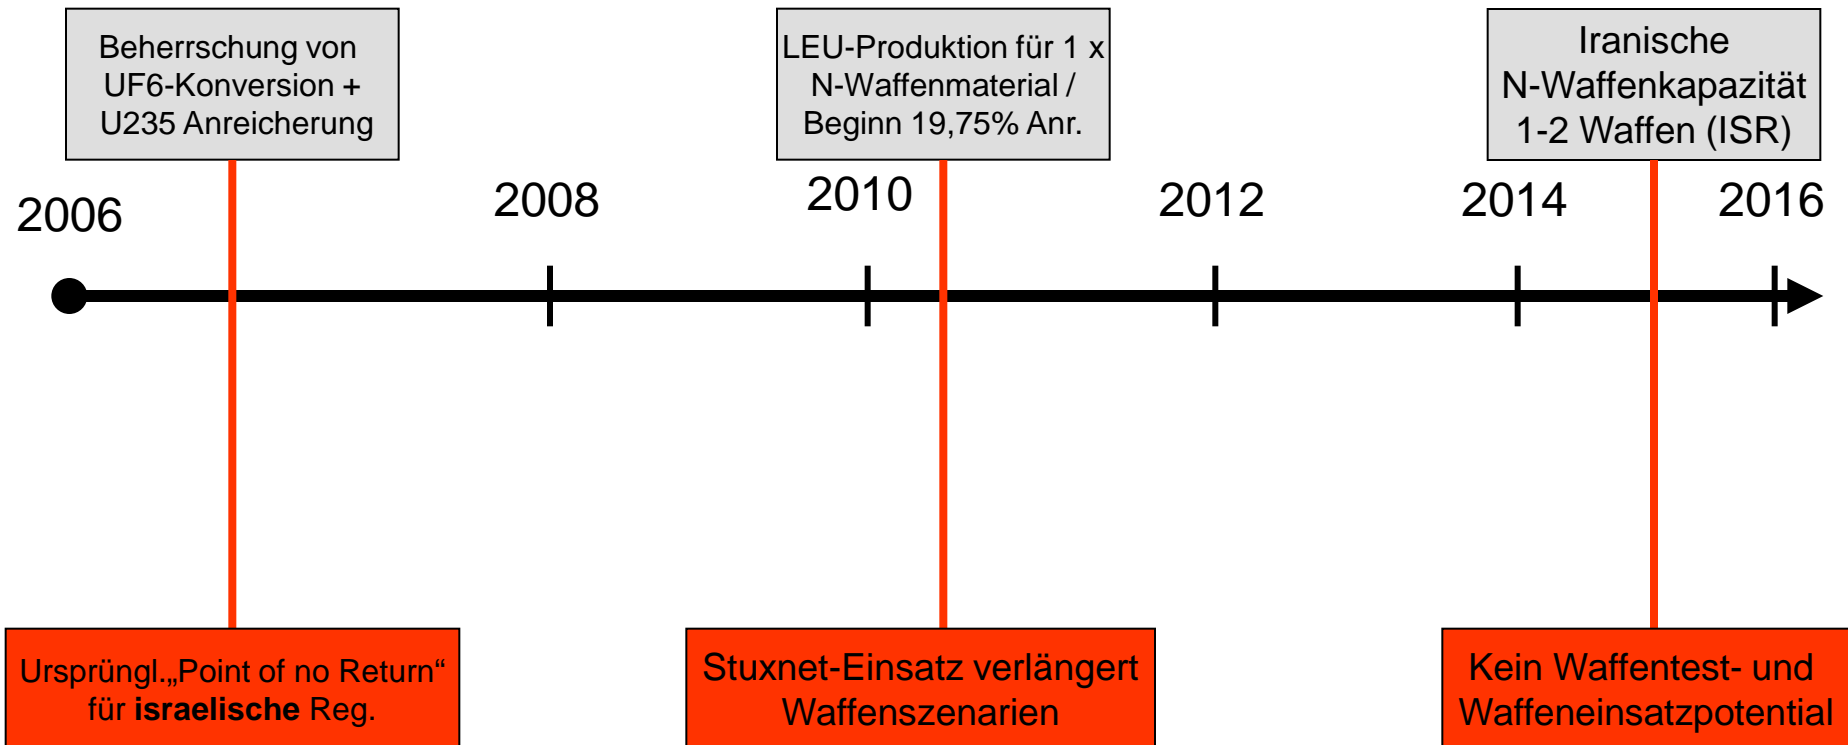 Beherrschung von
UF6-Konversion +
U235 Anreicherung
LEU-Produktion für 1 x
N-Waffenmaterial /
Beginn 19,75% Anr.
Iranische
N-Waffenkapazität
1-2 Waffen (ISR)
2006
2008
2010
2012
2014
2016
Ursprüngl.„Point of no Return“
für israelische Reg.
Stuxnet-Einsatz verlängert
Waffenszenarien
Kein Waffentest- und
Waffeneinsatzpotential